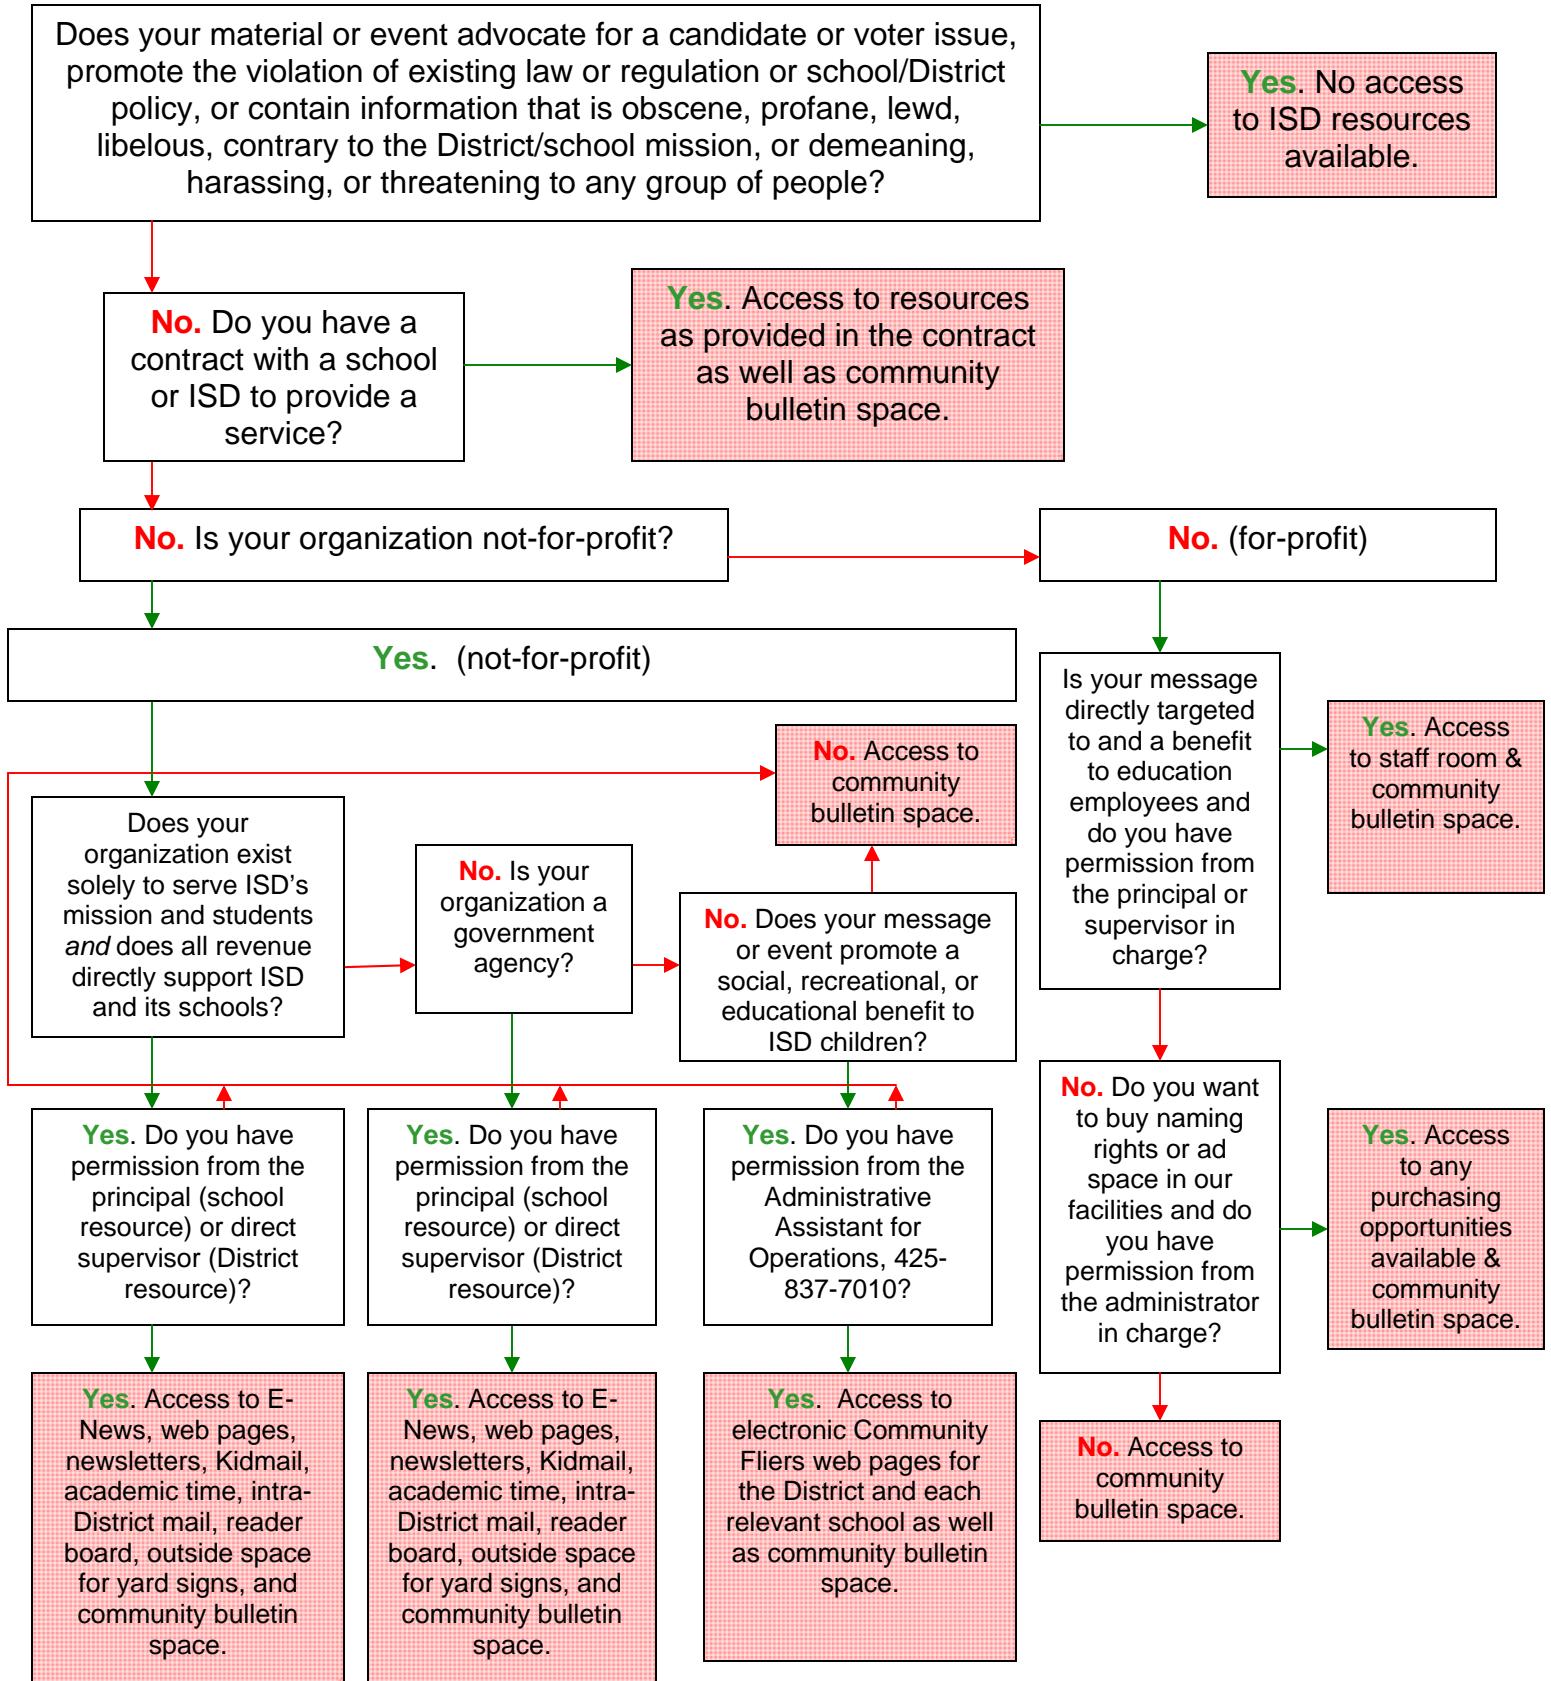 Does your material or event advocate for a candidate or voter issue,
promote the violation of existing law or regulation or school/District
policy, or contain information that is obscene, profane, lewd,
libelous, contrary to the District/school mission, or demeaning,
harassing, or threatening to any group of people?
Yes. No access
to ISD resources
available.
No. Do you have a
contract with a school
or ISD to provide a
service?
Yes. Access to resources
as provided in the contract
as well as community
bulletin space.
No. Is your organization not-for-profit?
No. (for-profit)
Yes. (not-for-profit)
Does your
organization exist
solely to serve ISD's
mission and students
and does all revenue
directly support ISD
and its schools?
No. Is your
organization a
government
agency?
No. Does your message
or event promote a
social, recreational, or
educational benefit to
ISD children?
No. Access to
community
bulletin space.
Is your message
directly targeted
to and a benefit
to education
employees and
do you have
permission from
the principal or
supervisor in
charge?
Yes. Access
to staff room &
community
bulletin space.
Yes. Do you have
permission from the
principal (school
resource) or direct
supervisor (District
resource)?
Yes. Do you have
permission from the
principal (school
resource) or direct
supervisor (District
resource)?
Yes. Do you have
permission from the
Administrative
Assistant for
Operations, 425-
837-7010?
No. Do you want
to buy naming
rights or ad
space in our
facilities and do
you have
permission from
the administrator
in charge?
Yes. Access
to any
purchasing
opportunities
available &
community
bulletin space.
Yes. Access to E-
News, web pages,
newsletters, Kidmail,
academic time, intra-
District mail, reader
board, outside space
for yard signs, and
community bulletin
space.
Yes. Access to E-
News, web pages,
newsletters, Kidmail,
academic time, intra-
District mail, reader
board, outside space
for yard signs, and
community bulletin
space.
Yes. Access to
electronic Community
Fliers web pages for
the District and each
relevant school as well
as community bulletin
space.
No. Access to
community
bulletin space.